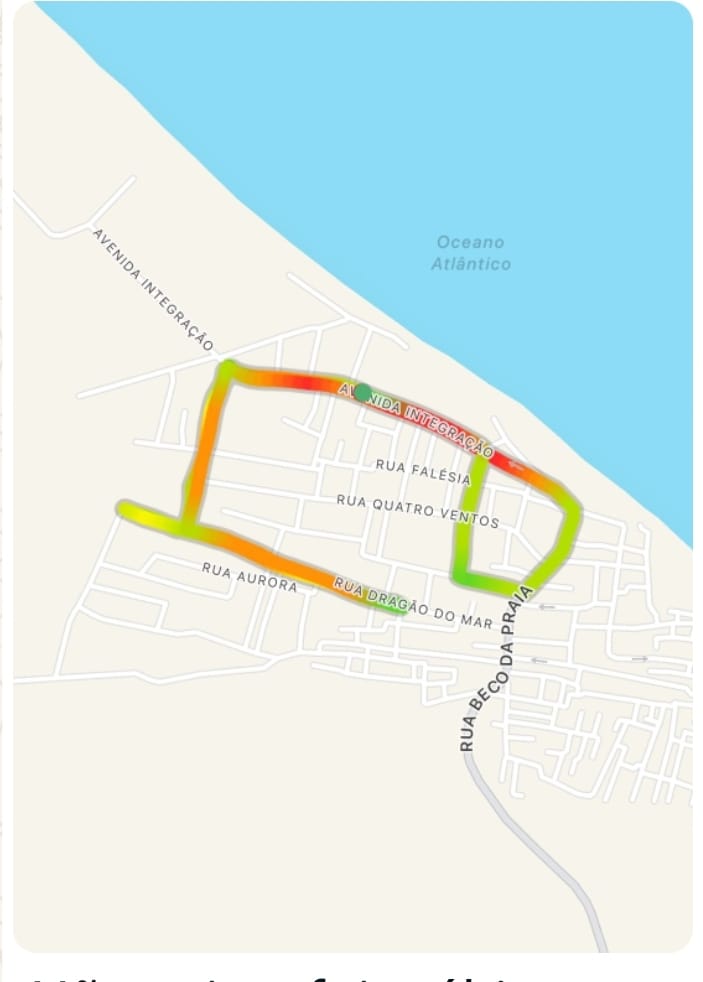 Oceano
Atlântico
AVENIDA INTEGRAÇÃO
AVENIDA INTEGRAÇÃO
RUA FALÉSIA
RUA QUATRO VENTOS
RUA AURORA
RUA DRAGÃO DO MAR
RUA BECO DA PRAIA